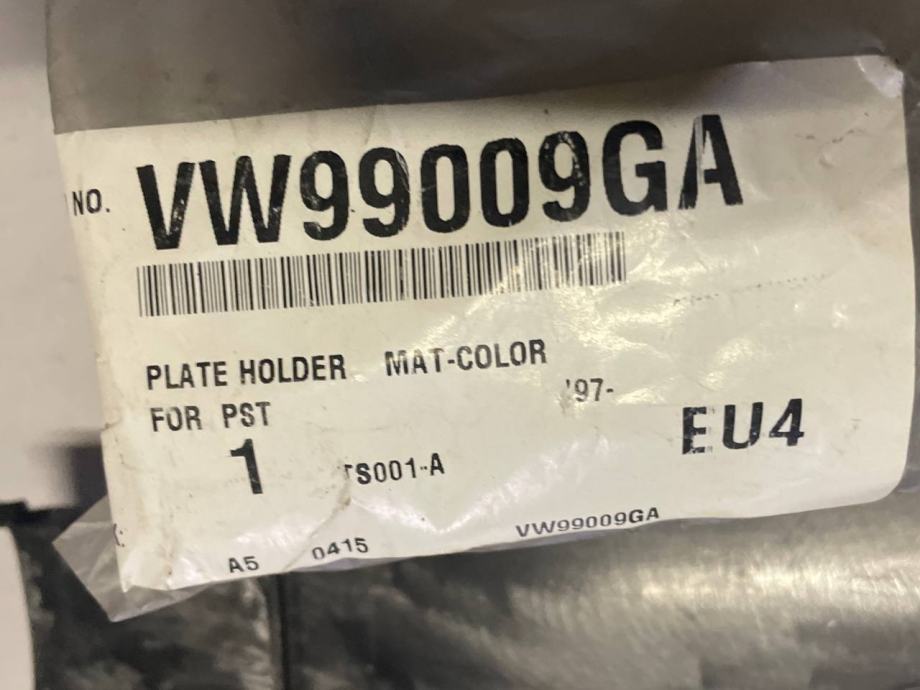 NO. VW99009GA
PLATE HOLDER MAT-COLOR
FOR PST '97-
1 TS001-A EU4
A5 0415 VW99009GA